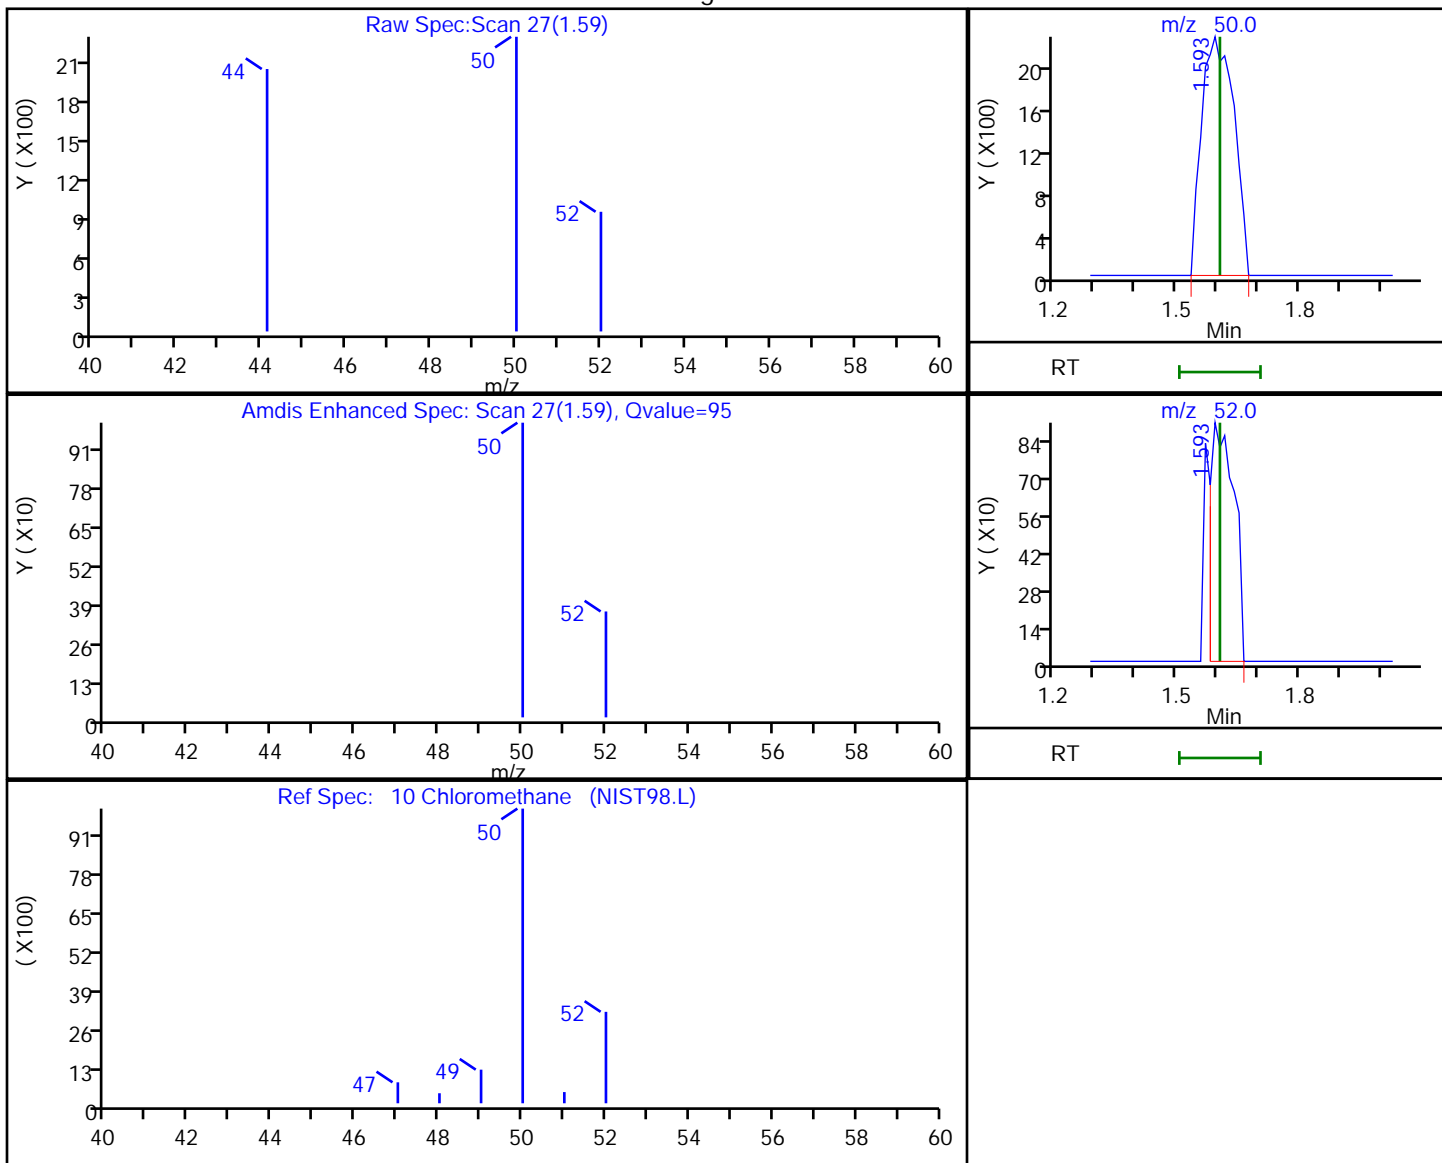 Raw Spec:Scan 27(1.59)
Y ( X100)
21
18
15
12
9
6
3
0
44
50
52
40 42 44 46 48 50 52 54 56 58 60
m/z
m/z 50.0
Y ( X100)
20
16
12
8
4
0
1.593
1.2 1.5 1.8
Min
RT
Amdis Enhanced Spec: Scan 27(1.59), Qvalue=95
Y ( X10)
91
78
65
52
39
26
13
0
50
52
40 42 44 46 48 50 52 54 56 58 60
m/z
m/z 52.0
Y ( X10)
84
70
56
42
28
14
0
1.593
1.2 1.5 1.8
Min
RT
Ref Spec: 10 Chloromethane (NIST98.L)
( X100)
91
78
65
52
39
26
13
0
47
49
50
52
40 42 44 46 48 50 52 54 56 58 60